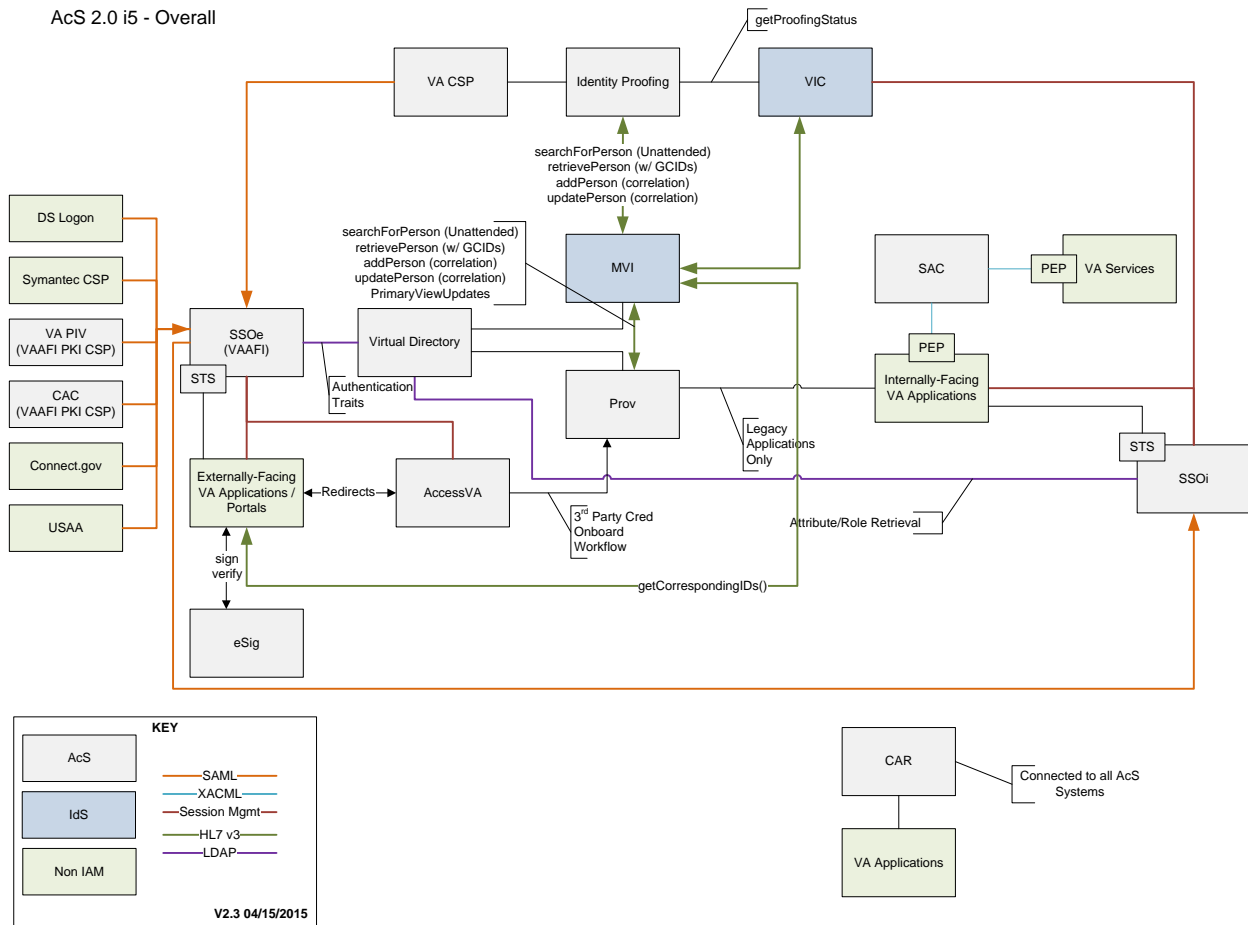 AcS 2.0 i5 - Overall
getProofingStatus
VA CSP
Identity Proofing
VIC
searchForPerson (Unattended)
retrievePerson (w/ GCIDs)
addPerson (correlation)
updatePerson (correlation)
DS Logon
Symantec CSP
VA PIV
(VAAFI PKI CSP)
CAC
(VAAFI PKI CSP)
Connect.gov
USAA
searchForPerson (Unattended)
retrievePerson (w/ GCIDs)
addPerson (correlation)
updatePerson (correlation)
PrimaryViewUpdates
MVI
SAC
PEP
VA Services
SSOe
(VAAFI)
STS
Virtual Directory
Authentication
Traits
Prov
PEP
Internally-Facing
VA Applications
Legacy
Applications
Only
STS
SSOi
Externally-Facing
VA Applications /
Portals
Redirects
AccessVA
3rd Party Cred
Onboard
Workflow
Attribute/Role Retrieval
sign
verify
getCorrespondingIDs()
eSig
KEY
AcS
IdS
Non IAM
SAML
XACML
Session Mgmt
HL7 v3
LDAP
V2.3 04/15/2015
CAR
Connected to all AcS
Systems
VA Applications